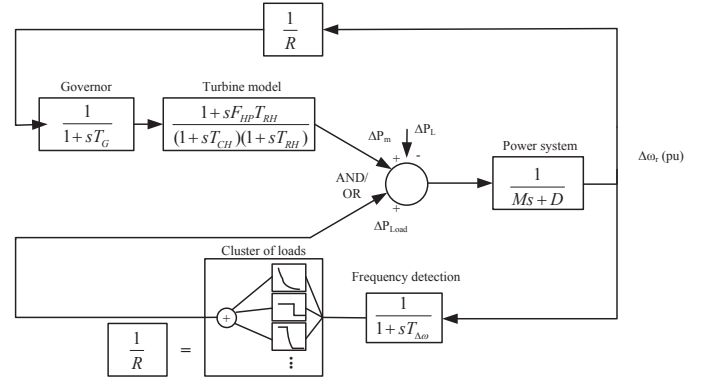 1
R
Governor
Turbine model
1
1 + sT_G
1 + sF_HP T_RH
(1 + sT_CH)(1 + sT_RH)
ΔP_m
ΔP_L
+
-
Power system
Δω_r (pu)
AND/
OR
1
Ms + D
+
ΔP_Load
Cluster of loads
Frequency detection
+
1
1 + sT_Δω
1
R
=